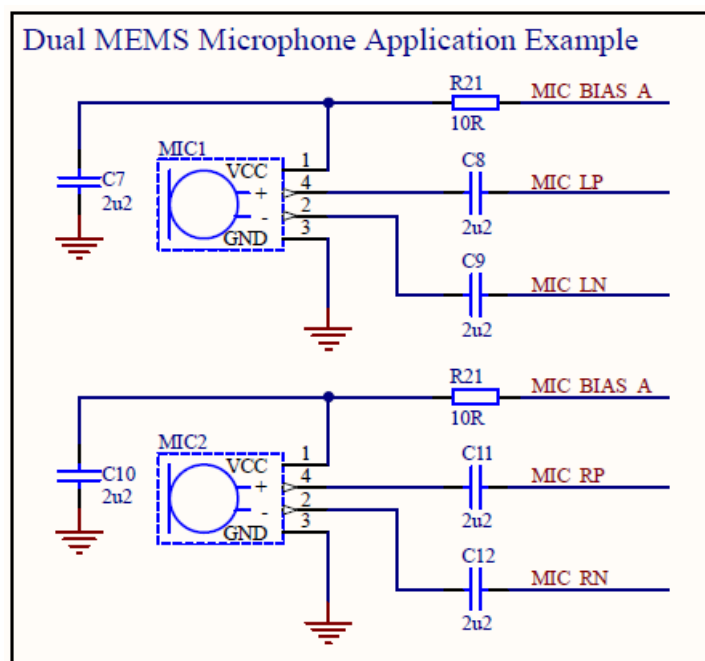 Dual MEMS Microphone Application Example
R21
MIC BIAS A
10R
MIC1
VCC
1
C8
C7
2u2
+
4
MIC LP
-
2
GND
3
2u2
C9
MIC LN
2u2
R21
MIC BIAS A
10R
MIC2
VCC
1
C11
C10
2u2
+
4
MIC RP
-
2
GND
3
2u2
C12
MIC RN
2u2